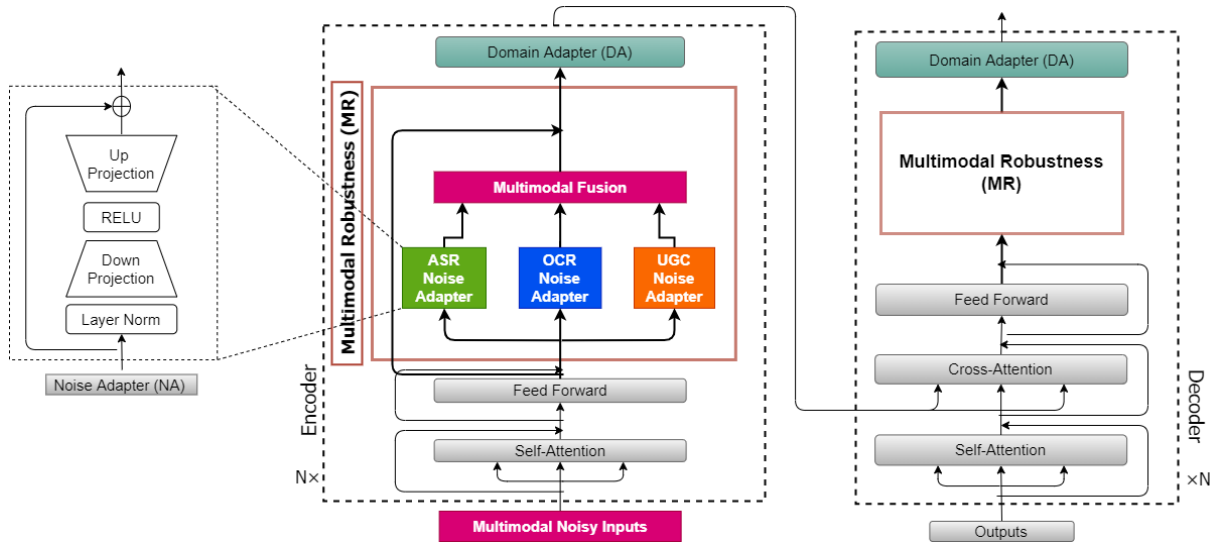 Up
Projection
RELU
Down
Projection
Layer Norm
Noise Adapter (NA)
Domain Adapter (DA)
Multimodal Robustness (MR)
Multimodal Fusion
ASR
Noise
Adapter
OCR
Noise
Adapter
UGC
Noise
Adapter
Feed Forward
Self-Attention
Encoder
N×
Multimodal Noisy Inputs
Domain Adapter (DA)
Multimodal Robustness
(MR)
Feed Forward
Cross-Attention
Self-Attention
Decoder
×N
Outputs